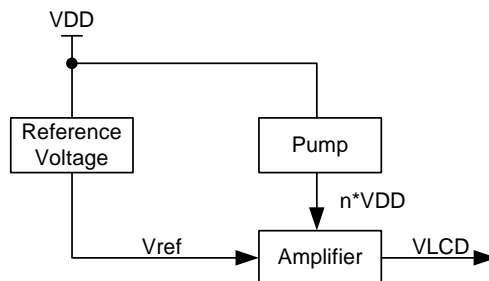 VDD
Reference
Voltage
Pump
n*VDD
Vref
Amplifier
VLCD